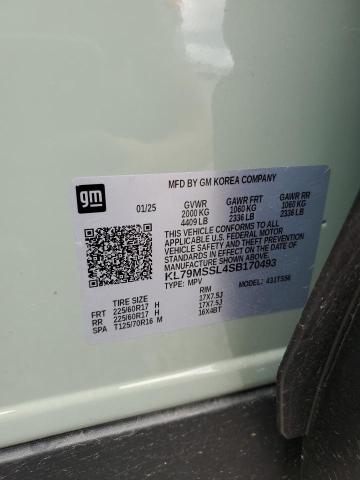 gm
MFD BY GM KOREA COMPANY
01/25 GVWR GAWR FRT GAWR RR
2000 KG 1060 KG 1060 KG
4409 LB 2336 LB 2336 LB
THIS VEHICLE CONFORMS TO ALL
APPLICABLE U.S. FEDERAL MOTOR
VEHICLE SAFETY AND THEFT
PREVENTION STANDARDS IN EFFECT
ON THE DATE OF MANUFACTURE
SHOWN ABOVE.
KL79MSSL4SB170493
TYPE: MPV MODEL:
TIRE SIZE RIM
FRT 225/60R17 H 17X7.5J
RR 225/60R17 H 17X7.5J
SPA T125/70R16 M 16X4BT